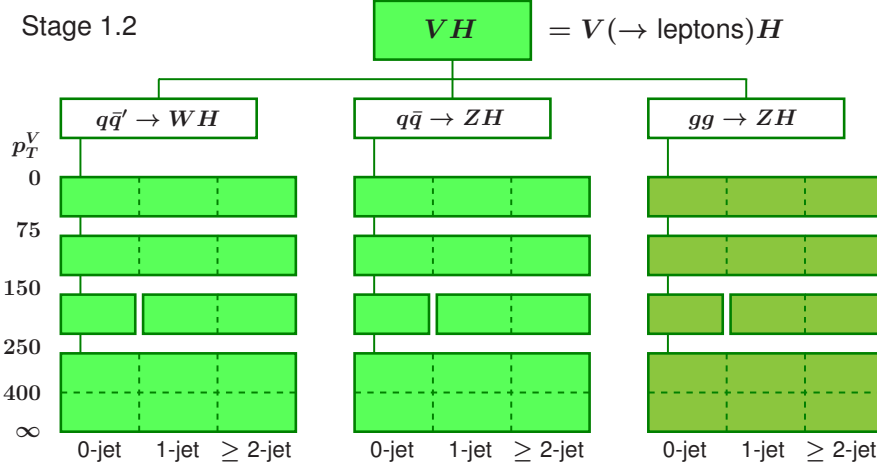 Stage 1.2
VH = V(→ leptons)H
qq̄′ → WH
qq̄ → ZH
gg → ZH
p_T^V
0
75
150
250
400
∞
0-jet 1-jet ≥ 2-jet
0-jet 1-jet ≥ 2-jet
0-jet 1-jet ≥ 2-jet